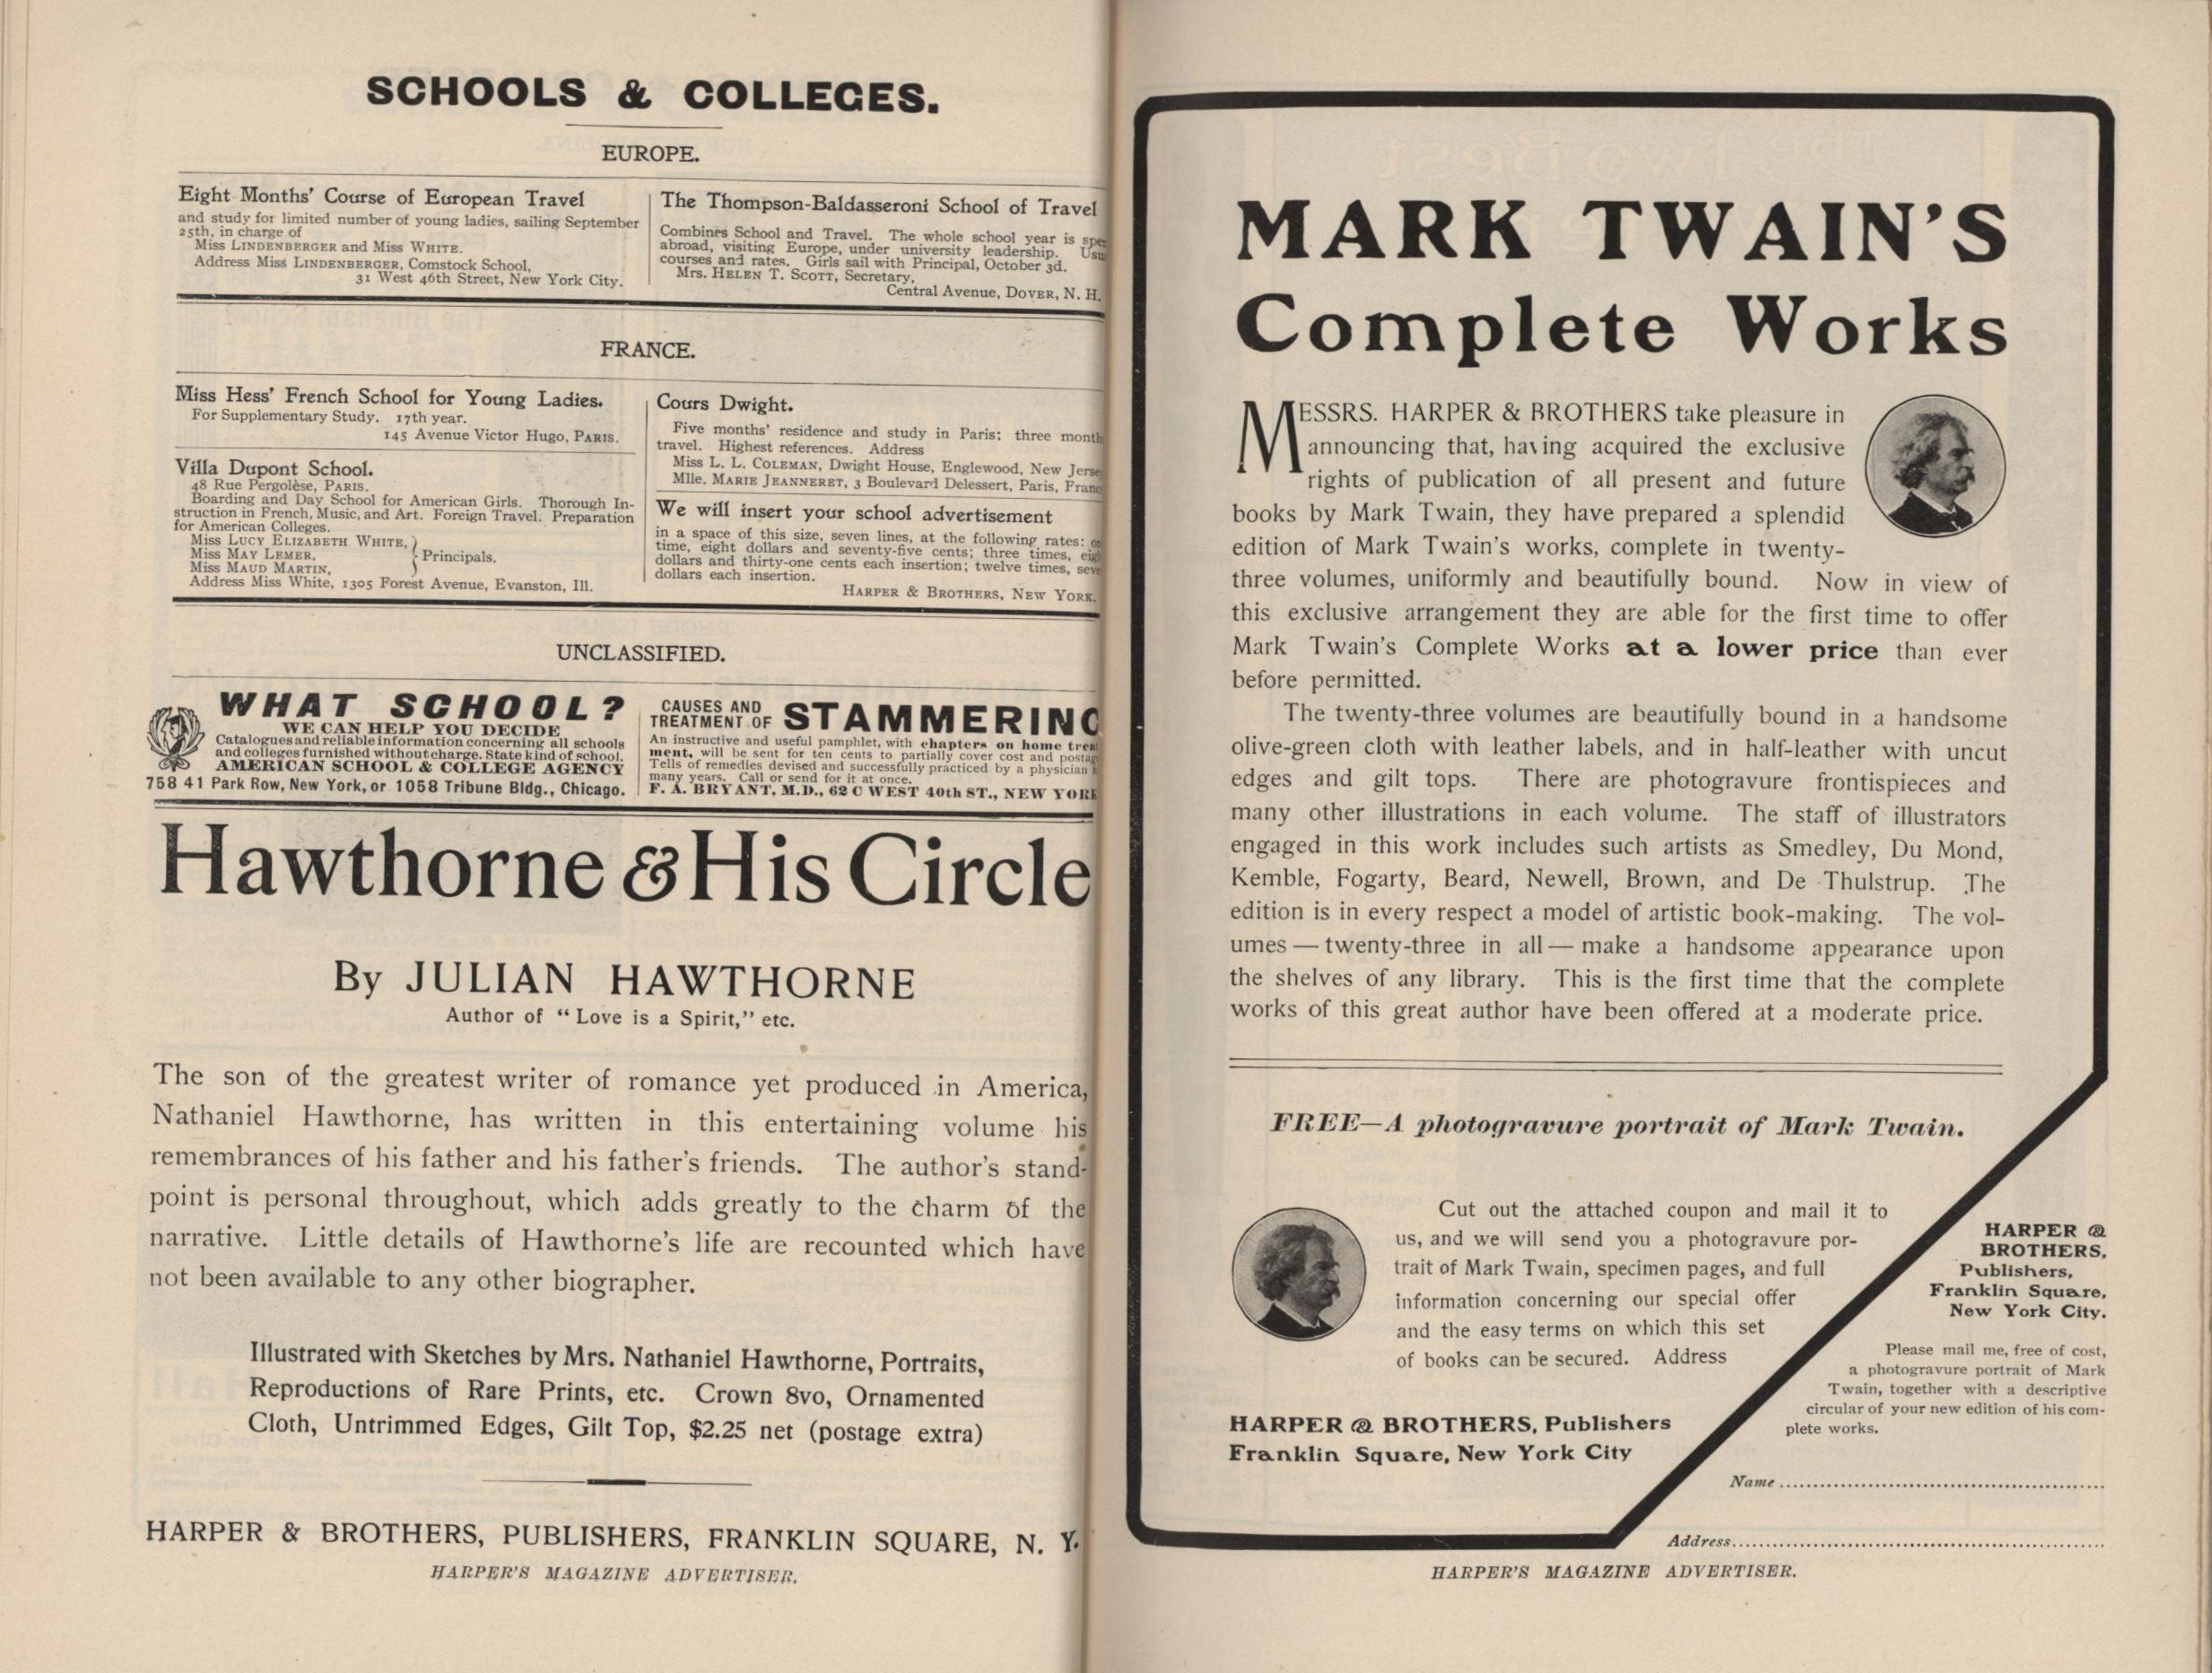 SCHOOLS & COLLEGES.
EUROPE.
Eight Months' Course of European Travel
and study for limited number of young ladies, sailing September
25th, in charge of
Miss LINDENBERGER and Miss WHITE.
Address Miss LINDENBERGER, Comstock School,
31 West 46th Street, New York City.
The Thompson-Baldasseroni School of Travel
Combines School and Travel. The whole school year is
abroad, visiting Europe, under university leadership.
courses and rates. Girls sail with Principal, October 3d.
Mrs. HELEN T. SCOTT, Secretary,
Central Avenue, DOVER, N. H.
FRANCE.
Miss Hess' French School for Young Ladies.
For Supplementary Study. 17th year.
145 Avenue Victor Hugo, PARIS.
Villa Dupont School.
48 Rue Pergolèse, PARIS.
Boarding and Day School for American Girls. Thorough In-
struction in French, Music, and Art. Foreign Travel. Preparation
for American Colleges.
Miss LUCY ELIZABETH WHITE,
Miss MAY LEMER,
Miss MAUD MARTIN,
Principals.
Address Miss White, 1305 Forest Avenue, Evanston, Ill.
Cours Dwight.
Five months' residence and study in Paris; three month
travel. Highest references. Address
Miss L. L. COLEMAN, Dwight House, Englewood, New Jerse
Mlle. MARIE JEANNERET, 3 Boulevard Delessert, Paris, Fran
We will insert your school advertisement
in a space of this size, seven lines, at the following rates:
time, eight dollars and seventy-five cents; three times,
dollars and thirty-one cents each insertion; twelve times,
dollars each insertion.
HARPER & BROTHERS, NEW YORK.
UNCLASSIFIED.
WHAT SCHOOL?
WE CAN HELP YOU DECIDE
Catalogues and reliable information concerning all schools
and colleges furnished without charge. State kind of school.
AMERICAN SCHOOL & COLLEGE AGENCY
758 41 Park Row, New York, or 1058 Tribune Bldg., Chicago.
CAUSES AND
TREATMENT OF STAMMERING
An instructive and useful pamphlet, with chapters on home treat
ment, will be sent for ten cents to partially cover cost and postag
Tells of remedies devised and successfully practiced by a physician
many years. Call or send for it at once.
F. A. BRYANT, M.D., 62 C WEST 40th ST., NEW YORK
Hawthorne & His Circle
By JULIAN HAWTHORNE
Author of "Love is a Spirit," etc.
The son of the greatest writer of romance yet produced in America,
Nathaniel Hawthorne, has written in this entertaining volume his
remembrances of his father and his father's friends. The author's stand-
point is personal throughout, which adds greatly to the charm of the
narrative. Little details of Hawthorne's life are recounted which have
not been available to any other biographer.
Illustrated with Sketches by Mrs. Nathaniel Hawthorne, Portraits,
Reproductions of Rare Prints, etc. Crown 8vo, Ornamented
Cloth, Untrimmed Edges, Gilt Top, $2.25 net (postage extra)
HARPER & BROTHERS, PUBLISHERS, FRANKLIN SQUARE, N. Y.
HARPER'S MAGAZINE ADVERTISER.
MARK TWAIN'S
Complete Works
MESSRS. HARPER & BROTHERS take pleasure in
announcing that, having acquired the exclusive
rights of publication of all present and future
books by Mark Twain, they have prepared a splendid
edition of Mark Twain's works, complete in twenty-
three volumes, uniformly and beautifully bound. Now in view of
this exclusive arrangement they are able for the first time to offer
Mark Twain's Complete Works at a lower price than ever
before permitted.
The twenty-three volumes are beautifully bound in a handsome
olive-green cloth with leather labels, and in half-leather with uncut
edges and gilt tops. There are photogravure frontispieces and
many other illustrations in each volume. The staff of illustrators
engaged in this work includes such artists as Smedley, Du Mond,
Kemble, Fogarty, Beard, Newell, Brown, and De Thulstrup. The
edition is in every respect a model of artistic book-making. The vol-
umes — twenty-three in all — make a handsome appearance upon
the shelves of any library. This is the first time that the complete
works of this great author have been offered at a moderate price.
FREE—A photogravure portrait of Mark Twain.
Cut out the attached coupon and mail it to
us, and we will send you a photogravure por-
trait of Mark Twain, specimen pages, and full
information concerning our special offer
and the easy terms on which this set
of books can be secured. Address
HARPER & BROTHERS, Publishers
Franklin Square, New York City
HARPER &
BROTHERS,
Publishers,
Franklin Square,
New York City.
Please mail me, free of cost,
a photogravure portrait of Mark
Twain, together with a descriptive
circular of your new edition of his com-
plete works.
Name
Address
HARPER'S MAGAZINE ADVERTISER.